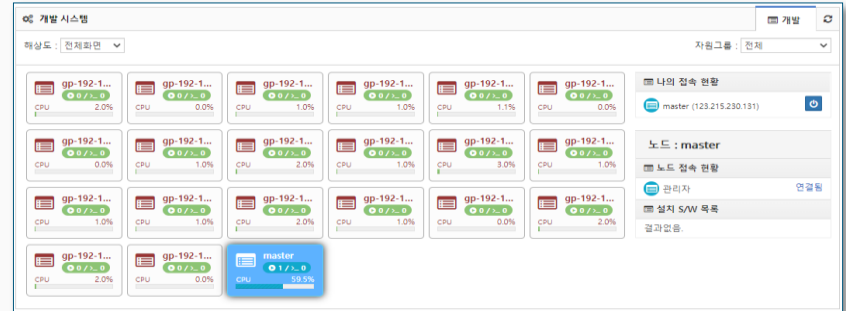 개발 시스템
개발
해상도 : 전체화면
자원그룹 : 전체
gp-192-1... gp-192-1... gp-192-1... gp-192-1... gp-192-1... gp-192-1...
0 / >_ 0 0 / >_ 0 0 / >_ 0 0 / >_ 0 0 / >_ 0 0 / >_ 0
CPU 2.0% CPU 0.0% CPU 1.0% CPU 1.0% CPU 1.1% CPU 0.0%
gp-192-1... gp-192-1... gp-192-1... gp-192-1... gp-192-1... gp-192-1...
0 / >_ 0 0 / >_ 0 0 / >_ 0 0 / >_ 0 0 / >_ 0 0 / >_ 0
CPU 0.0% CPU 1.0% CPU 2.0% CPU 1.0% CPU 3.0% CPU 1.0%
gp-192-1... gp-192-1... gp-192-1... gp-192-1... gp-192-1... gp-192-1...
0 / >_ 0 0 / >_ 0 0 / >_ 0 0 / >_ 0 0 / >_ 0 0 / >_ 0
CPU 1.0% CPU 1.0% CPU 2.0% CPU 1.0% CPU 0.0% CPU 2.0%
gp-192-1... gp-192-1... master
0 / >_ 0 0 / >_ 0 1 / >_ 0
CPU 2.0% CPU 0.0% CPU 59.5%
나의 접속 현황
master (123.215.230.131)
노드 : master
노드 접속 현황
관리자 연결됨
설치 S/W 목록
결과없음.